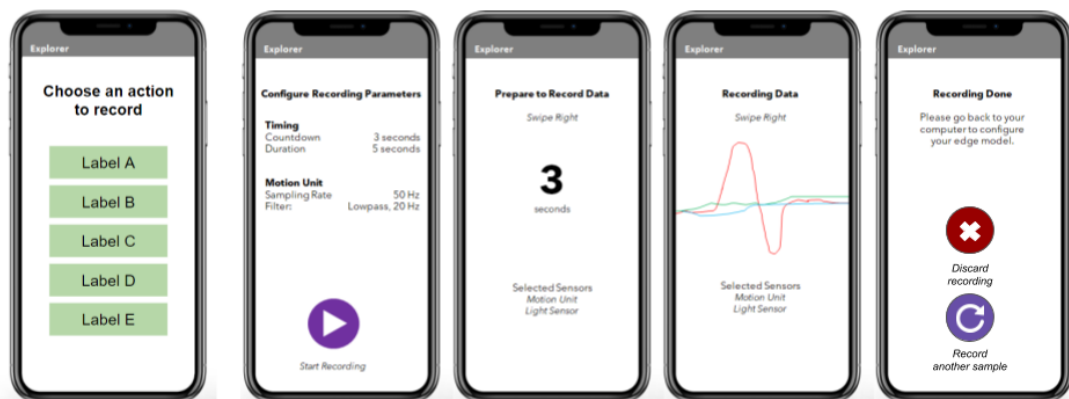 Explorer
Choose an action
to record
Label A
Label B
Label C
Label D
Label E
Explorer
Configure Recording Parameters
Timing
Countdown 3 seconds
Duration 5 seconds
Motion Unit
Sampling Rate 50 Hz
Filter: Lowpass, 20 Hz
Start Recording
Explorer
Prepare to Record Data
Swipe Right
3
seconds
Selected Sensors
Motion Unit
Light Sensor
Explorer
Recording Data
Swipe Right
Selected Sensors
Motion Unit
Light Sensor
Explorer
Recording Done
Please go back to your
computer to configure
your edge model.
Discard
recording
Record
another sample